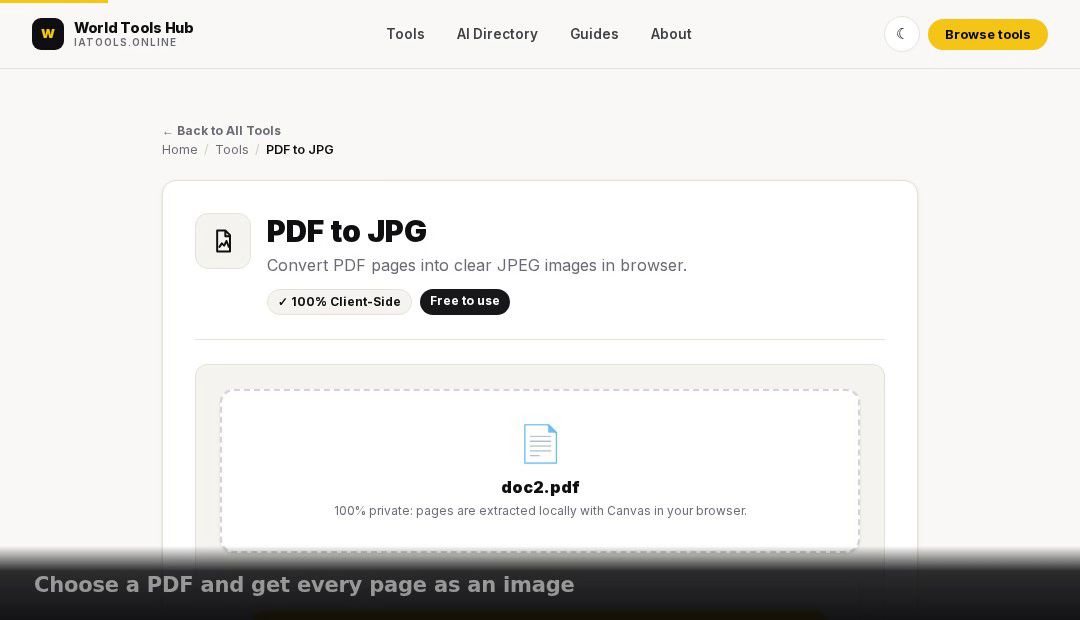 W
World Tools Hub
IATOOLS.ONLINE
Tools
AI Directory
Guides
About
☾
Browse tools
← Back to All Tools
Home / Tools / PDF to JPG
PDF to JPG
Convert PDF pages into clear JPEG images in browser.
✓ 100% Client-Side
Free to use
doc2.pdf
100% private: pages are extracted locally with Canvas in your browser.
Choose a PDF and get every page as an image